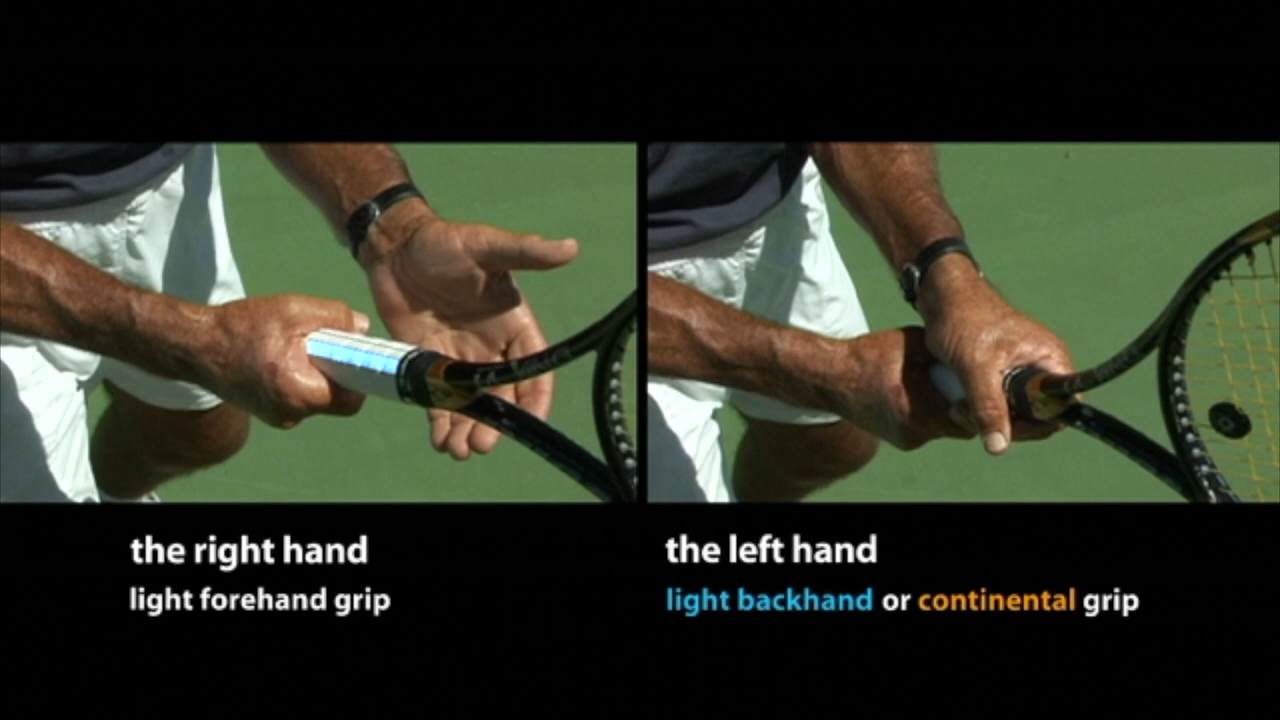 the right hand
light forehand grip
the left hand
light backhand or continental grip